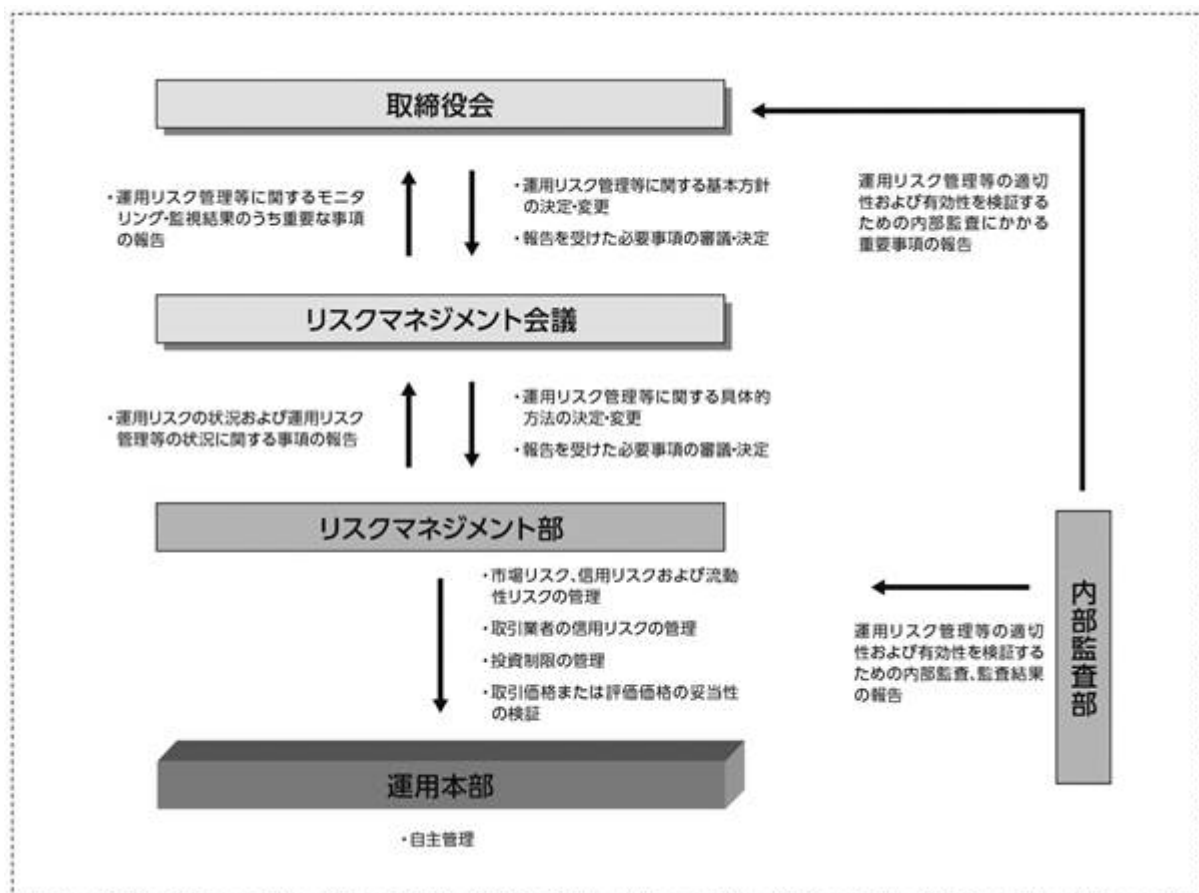 取締役会
・運用リスク管理等に関するモニタ
リング・監視結果のうち重要な事項
の報告
・運用リスク管理等に関する基本方針
の決定・変更
・報告を受けた必要事項の審議・決定
運用リスク管理等の適切
性および有効性を検証する
ための内部監査にかかる
重要事項の報告
リスクマネジメント会議
・運用リスクの状況および運用リスク
管理等の状況に関する事項の報告
・運用リスク管理等に関する具体的
方法の決定・変更
・報告を受けた必要事項の審議・決定
リスクマネジメント部
・市場リスク、信用リスクおよび流動
性リスクの管理
・取引業者の信用リスクの管理
・投資制限の管理
・取引価格または評価価格の妥当性
の検証
運用リスク管理等の適切
性および有効性を検証する
ための内部監査、監査結果
の報告
内部監査部
運用本部
・自主管理